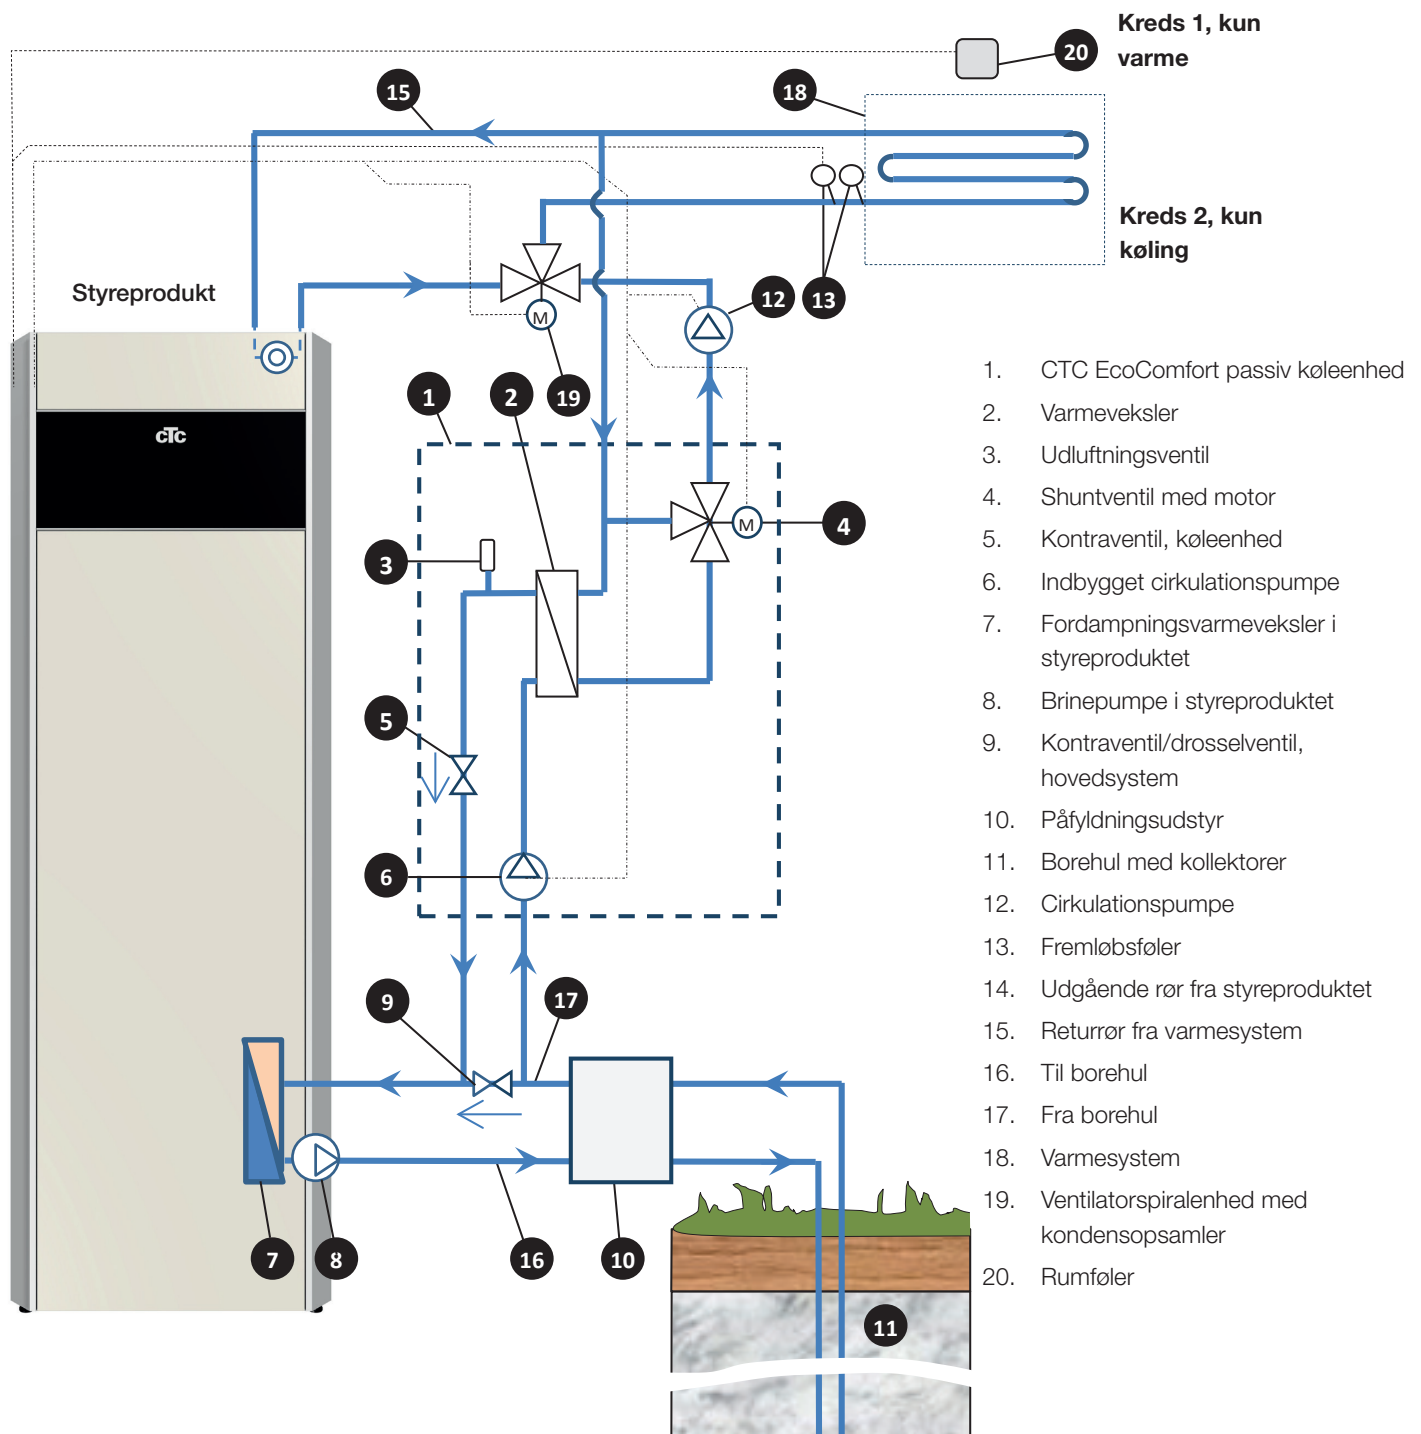 Kreds 1, kun
varme
20
15
18
Kreds 2, kun
køling
Styreprodukt
12
13
M
1
2
19
cTc
M
4
3
5
6
9
17
7
8
16
10
11
1. CTC EcoComfort passiv køleenhed
2. Varmeveksler
3. Udluftningsventil
4. Shuntventil med motor
5. Kontraventil, køleenhed
6. Indbygget cirkulationspumpe
7. Fordampningsvarmeveksler i
styreproduktet
8. Brinepumpe i styreproduktet
9. Kontraventil/drosselventil,
hovedsystem
10. Påfyldningsudstyr
11. Borehul med kollektorer
12. Cirkulationspumpe
13. Fremløbsføler
14. Udgående rør fra styreproduktet
15. Returrør fra varmesystem
16. Til borehul
17. Fra borehul
18. Varmesystem
19. Ventilatorspiralenhed med
kondensopsamler
20. Rumføler